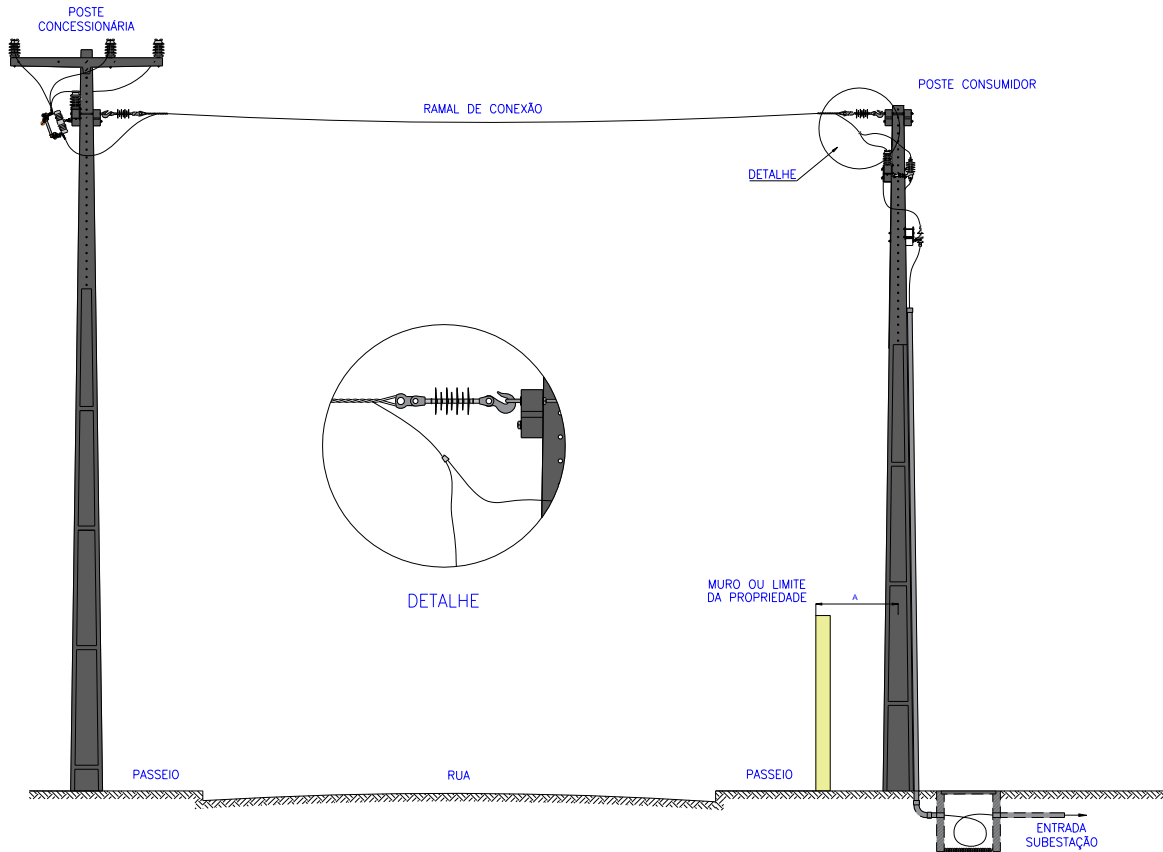 POSTE
CONCESSIONÁRIA
RAMAL DE CONEXÃO
POSTE CONSUMIDOR
DETALHE
DETALHE
MURO OU LIMITE
DA PROPRIEDADE
A
PASSEIO
RUA
PASSEIO
ENTRADA
SUBESTAÇÃO